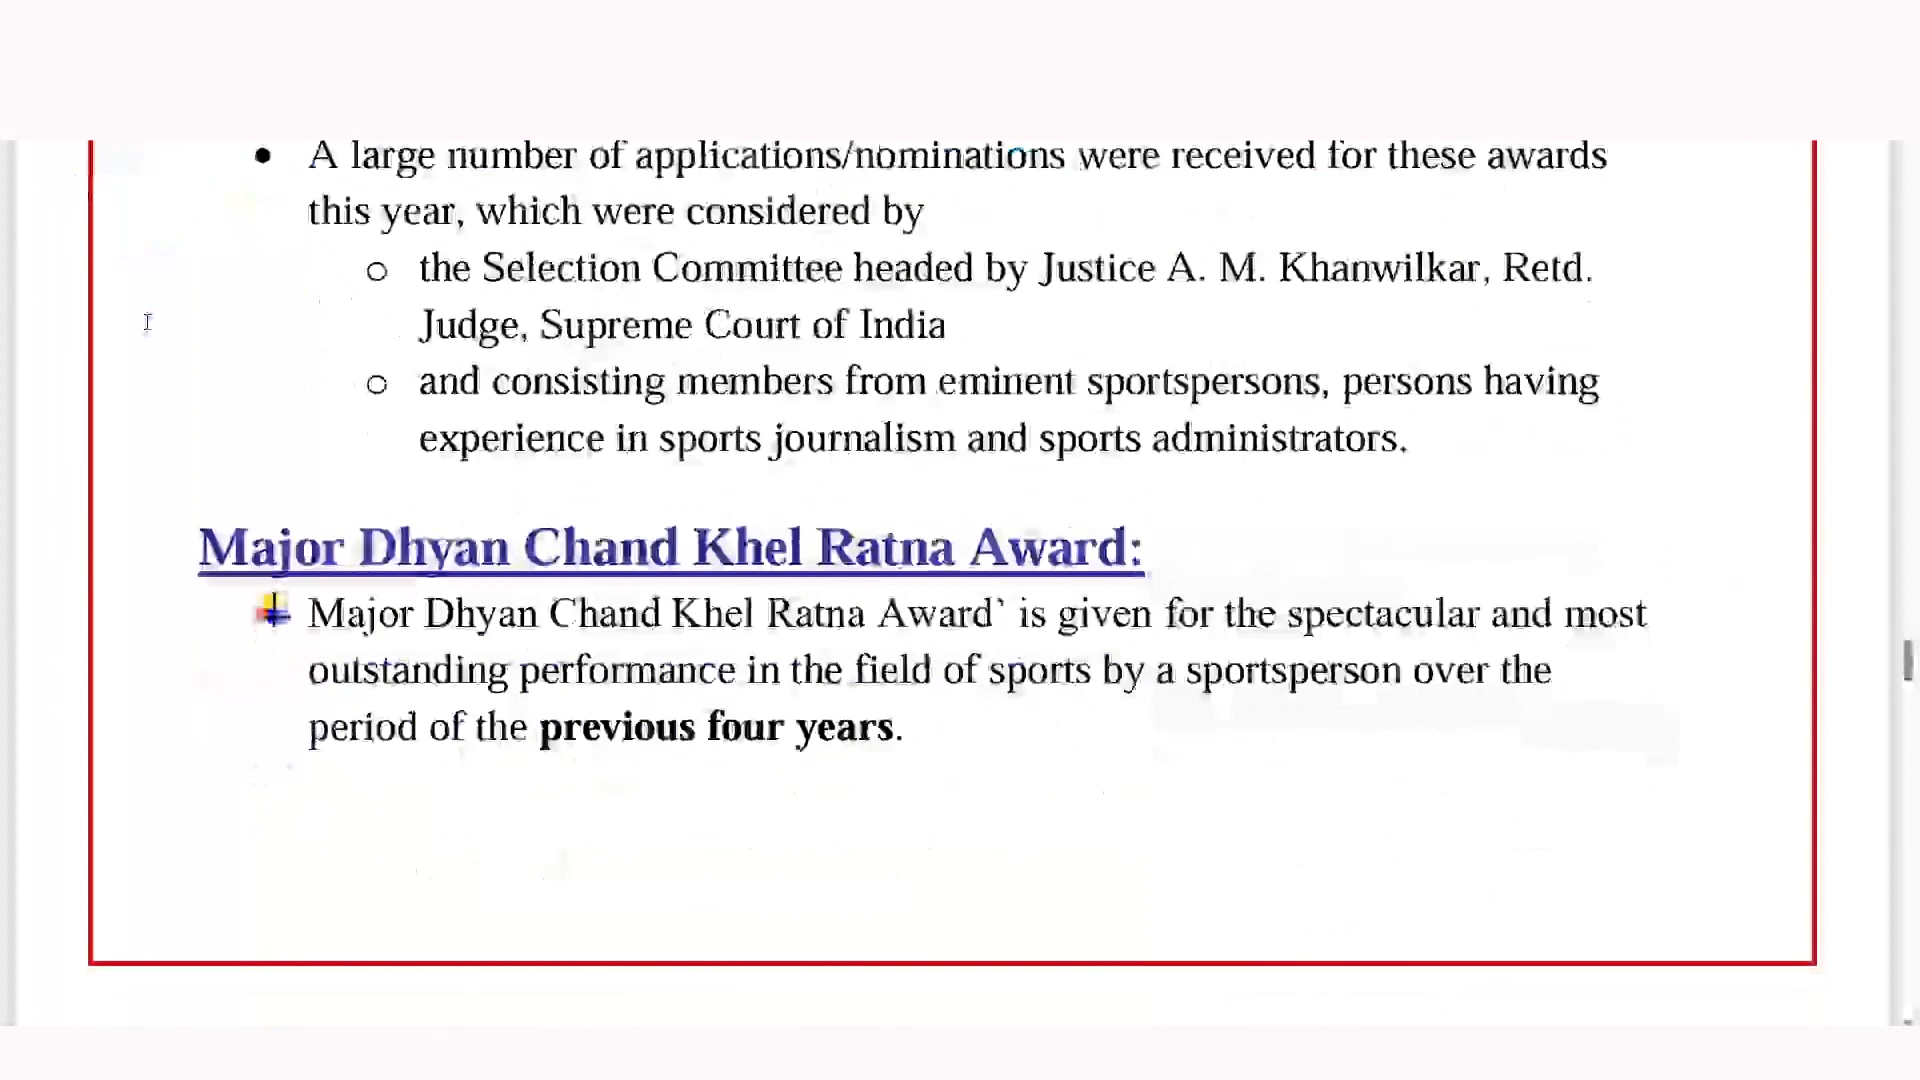 • A large number of applications/nominations were received for these awards
this year, which were considered by
o the Selection Committee headed by Justice A. M. Khanwilkar, Retd.
Judge, Supreme Court of India
o and consisting members from eminent sportspersons, persons having
experience in sports journalism and sports administrators.
Major Dhyan Chand Khel Ratna Award:
Major Dhyan Chand Khel Ratna Award` is given for the spectacular and most
outstanding performance in the field of sports by a sportsperson over the
period of the previous four years.